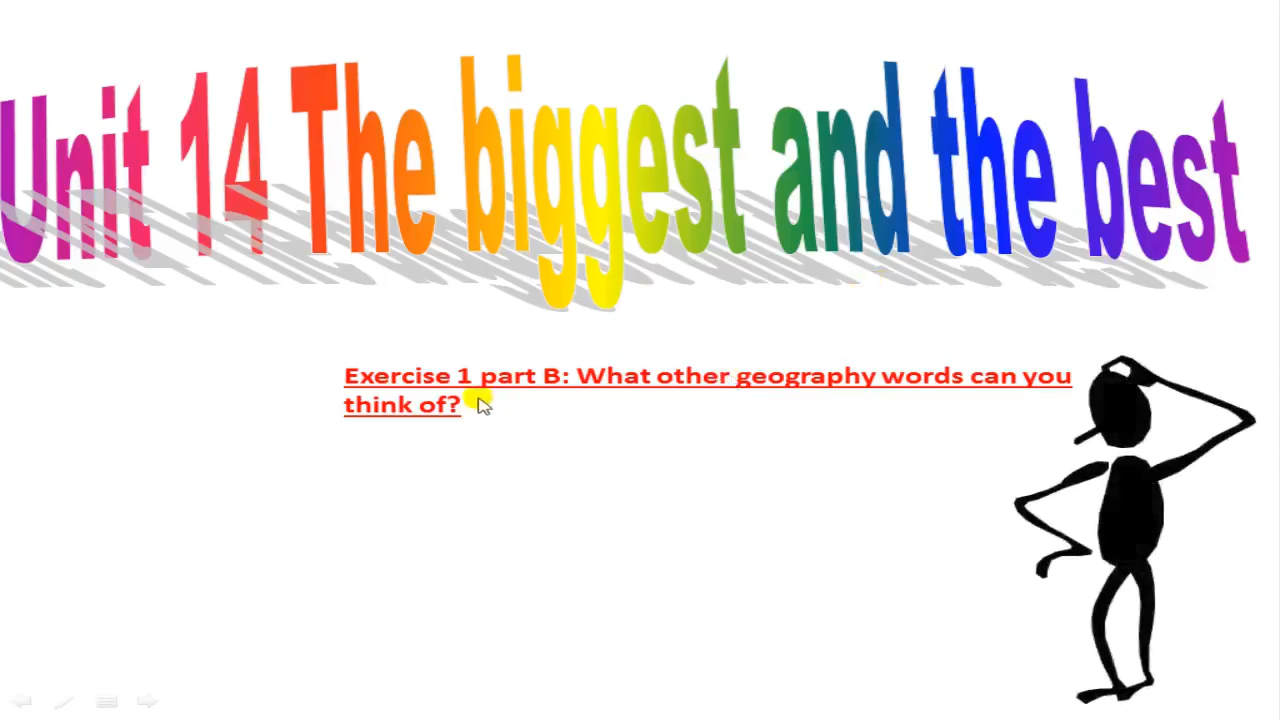 Unit 14 The biggest and the best
Exercise 1 part B: What other geography words can you
think of?